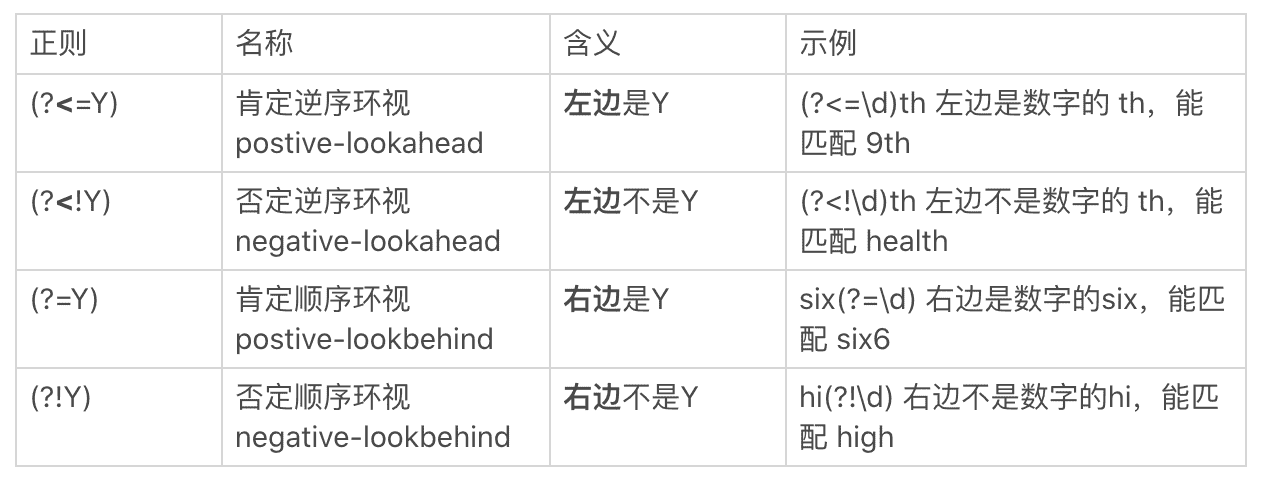 正则 名称 含义 示例
(?<=Y) 肯定逆序环视 左边是Y (?<=\d)th 左边是数字的 th，能
postive-lookahead 匹配 9th
(?<!Y) 否定逆序环视 左边不是Y (?<!\d)th 左边不是数字的 th，能
negative-lookahead 匹配 health
(?=Y) 肯定顺序环视 右边是Y six(?=\d) 右边是数字的six，能匹
postive-lookbehind 配 six6
(?!Y) 否定顺序环视 右边不是Y hi(?!\d) 右边不是数字的hi，能匹
negative-lookbehind 配 high